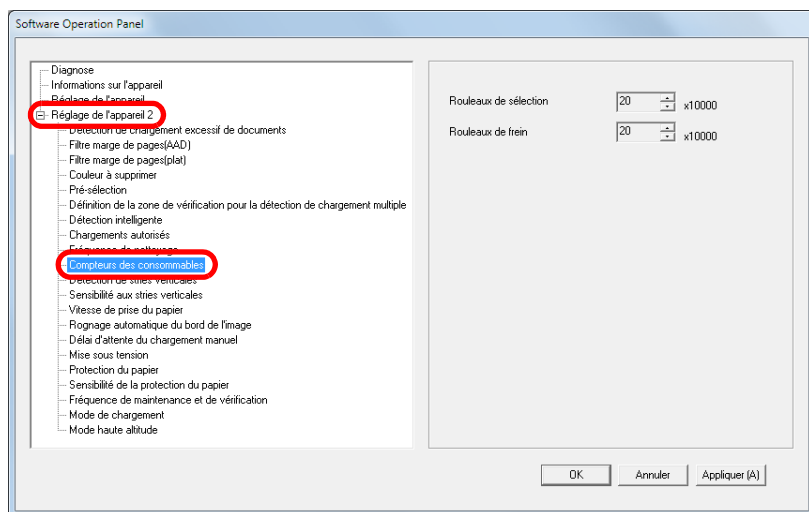 Software Operation Panel
Diagnose
Informations sur l'appareil
Réglage de l'appareil
Réglage de l'appareil 2
Détection de chargement excessif de documents
Filtre marge de pages(AAD)
Filtre marge de pages(plat)
Couleur à supprimer
Pré-sélection
Définition de la zone de vérification pour la détection de chargement multiple
Détection intelligente
Chargements autorisés
Fréquence de nettoyage
Compteurs des consommables
Détection de stries verticales
Sensibilité aux stries verticales
Vitesse de prise du papier
Rognage automatique du bord de l'image
Délai d'attente du chargement manuel
Mise sous tension
Protection du papier
Sensibilité de la protection du papier
Fréquence de maintenance et de vérification
Mode de chargement
Mode haute altitude
Rouleaux de sélection 20 x10000
Rouleaux de frein 20 x10000
OK Annuler Appliquer (A)